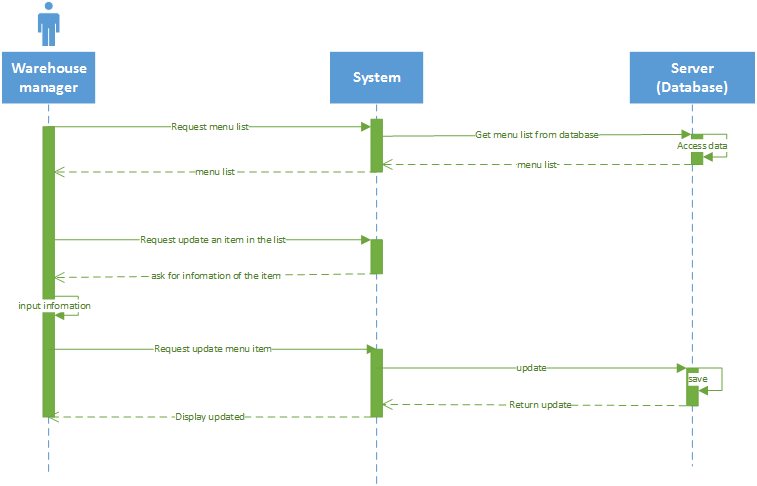 Warehouse
manager
System
Server
(Database)
Request menu list
Get menu list from database
Access data
menu list
menu list
Request update an item in the list
ask for infomation of the item
input infomation
Request update menu item
update
save
Return update
Display updated